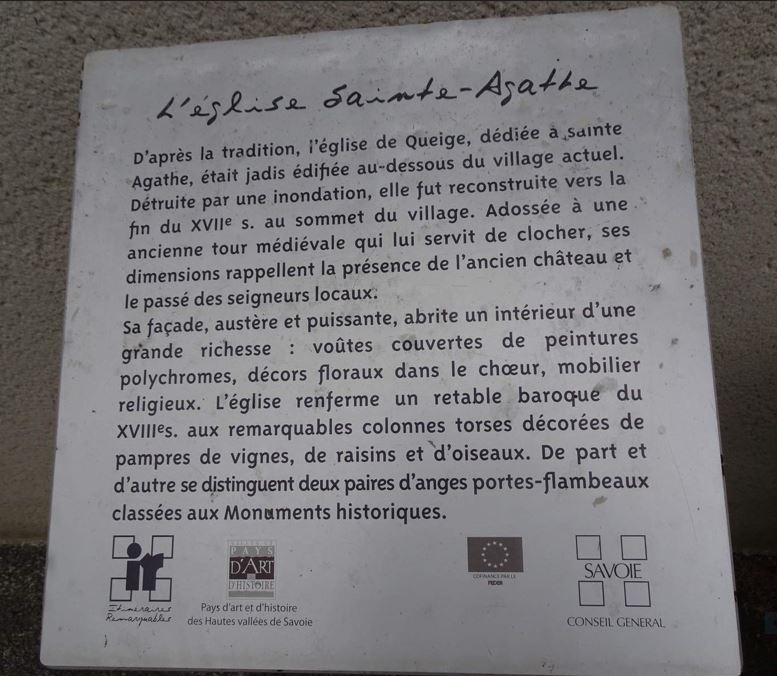 L'église Sainte-Agathe
D'après la tradition, l'église de Queige, dédiée à sainte
Agathe, était jadis édifiée au-dessous du village actuel.
Détruite par une inondation, elle fut reconstruite vers la
fin du XVIIe s. au sommet du village. Adossée à une
ancienne tour médiévale qui lui servit de clocher, ses
dimensions rappellent la présence de l'ancien château et
le passé des seigneurs locaux.
Sa façade, austère et puissante, abrite un intérieur d'une
grande richesse : voûtes couvertes de peintures
polychromes, décors floraux dans le chœur, mobilier
religieux. L'église renferme un retable baroque du
XVIIIes. aux remarquables colonnes torses décorées de
pampres de vignes, de raisins et d'oiseaux. De part et
d'autre se distinguent deux paires d'anges portes-flambeaux
classées aux Monuments historiques.
ir
Itinéraires
Remarquables
PAYS
D'ART
D'HISTOIRE
Pays d'art et d'histoire
des Hautes vallées de Savoie
COFINANCE PAR LE
FEDER
SAVOIE
CONSEIL GENERAL